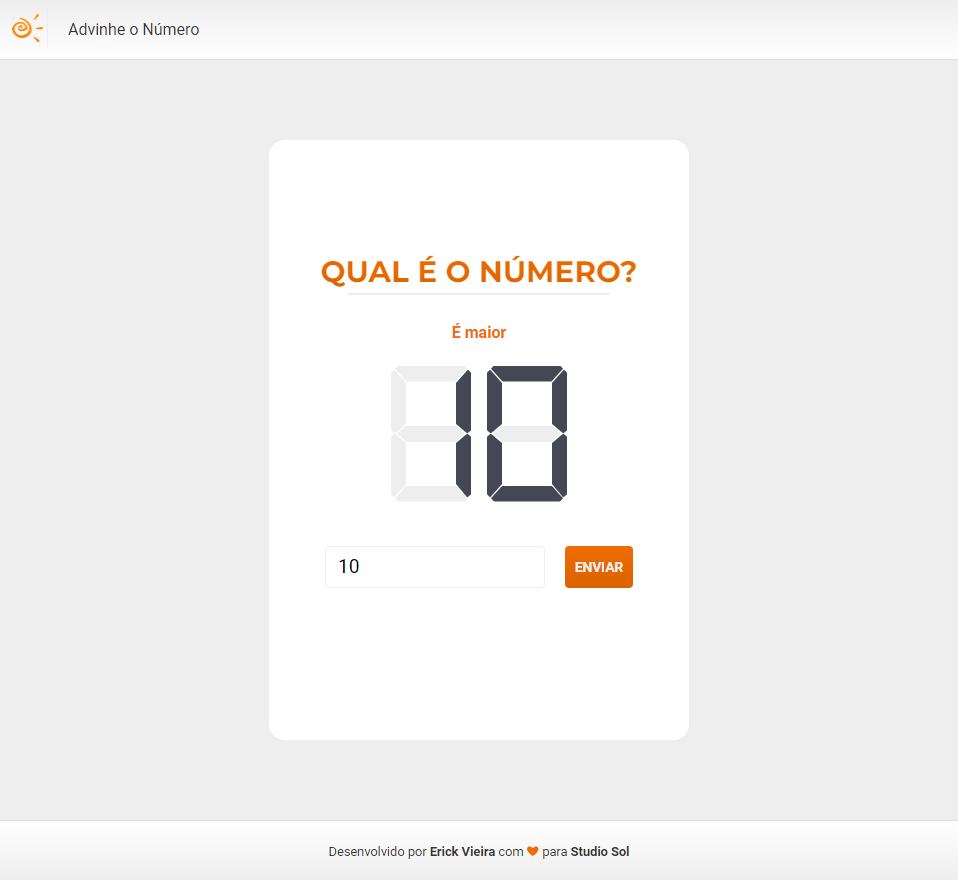 Advinhe o Número
QUAL É O NÚMERO?
É maior
10
10
ENVIAR
Desenvolvido por Erick Vieira com 🧡 para Studio Sol